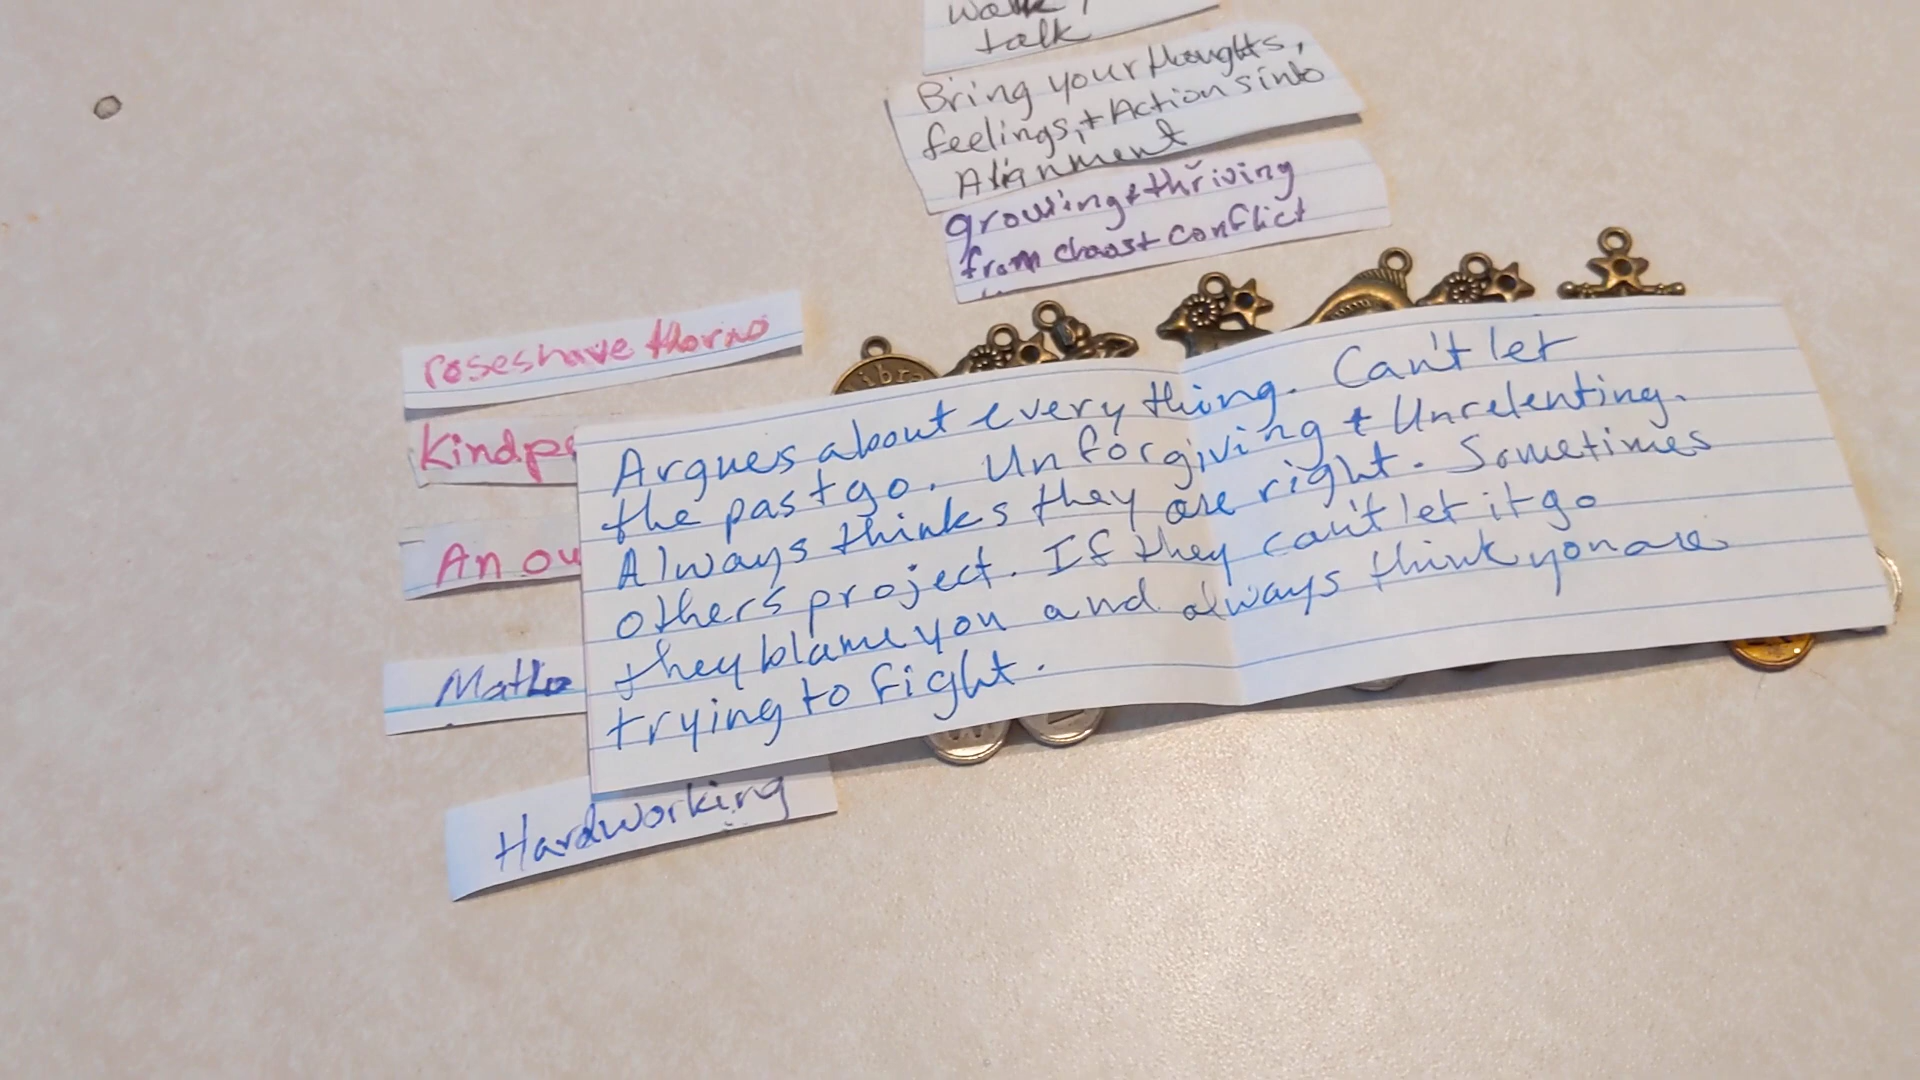 talk
Bring your thoughts,
feelings, + Actions into
Alignment
growing & thriving
from chaos + conflict
roses have thorns
Kind
An ou
Argues about everything. Can't let
the past go. Unforgiving & Unrelenting.
Always thinks they are right. Sometimes
others project. If they can't let it go
they blame you and always think you are
trying to fight.
Hardworking